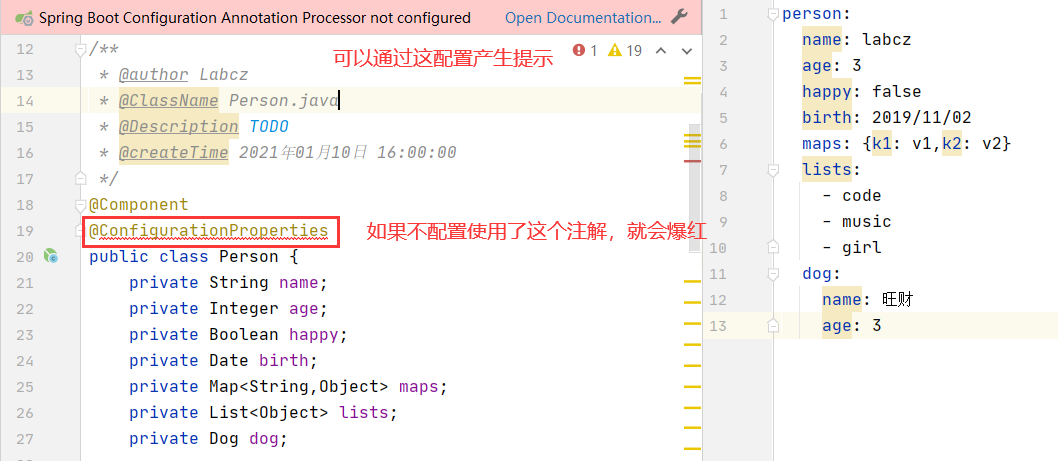 Spring Boot Configuration Annotation Processor not configured Open Documentation...
12 /** 1 19
可以通过这配置产生提示
13 * @author Labcz
14 * @ClassName Person.java
15 * @Description TODO
16 * @createTime 2021年01月10日 16:00:00
17 */
18 @Component
19 @ConfigurationProperties
如果不配置使用了这个注解，就会爆红
20 public class Person {
21 private String name;
22 private Integer age;
23 private Boolean happy;
24 private Date birth;
25 private Map<String,Object> maps;
26 private List<Object> lists;
27 private Dog dog;
1 person:
2 name: labcz
3 age: 3
4 happy: false
5 birth: 2019/11/02
6 maps: {k1: v1,k2: v2}
7 lists:
8 - code
9 - music
10 - girl
11 dog:
12 name: 旺财
13 age: 3